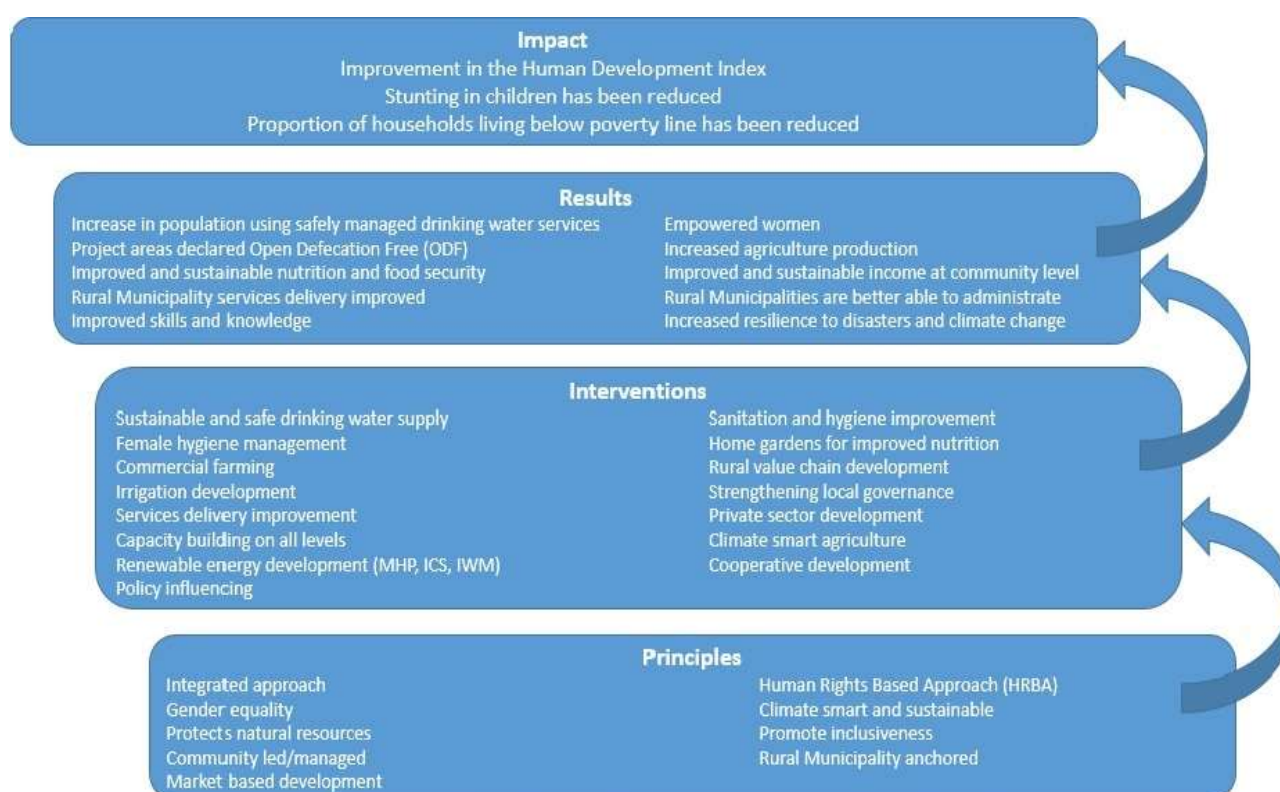 Impact
Improvement in the Human Development Index
Stunting in children has been reduced
Proportion of households living below poverty line has been reduced
Results
Increase in population using safely managed drinking water services
Project areas declared Open Defecation Free (ODF)
Improved and sustainable nutrition and food security
Rural Municipality services delivery improved
Improved skills and knowledge
Empowered women
Increased agriculture production
Improved and sustainable income at community level
Rural Municipalities are better able to administrate
Increased resilience to disasters and climate change
Interventions
Sustainable and safe drinking water supply
Female hygiene management
Commercial farming
Irrigation development
Services delivery improvement
Capacity building on all levels
Renewable energy development (MHP, ICS, IWM)
Policy influencing
Sanitation and hygiene improvement
Home gardens for improved nutrition
Rural value chain development
Strengthening local governance
Private sector development
Climate smart agriculture
Cooperative development
Principles
Integrated approach
Gender equality
Protects natural resources
Community led/managed
Market based development
Human Rights Based Approach (HRBA)
Climate smart and sustainable
Promote inclusiveness
Rural Municipality anchored